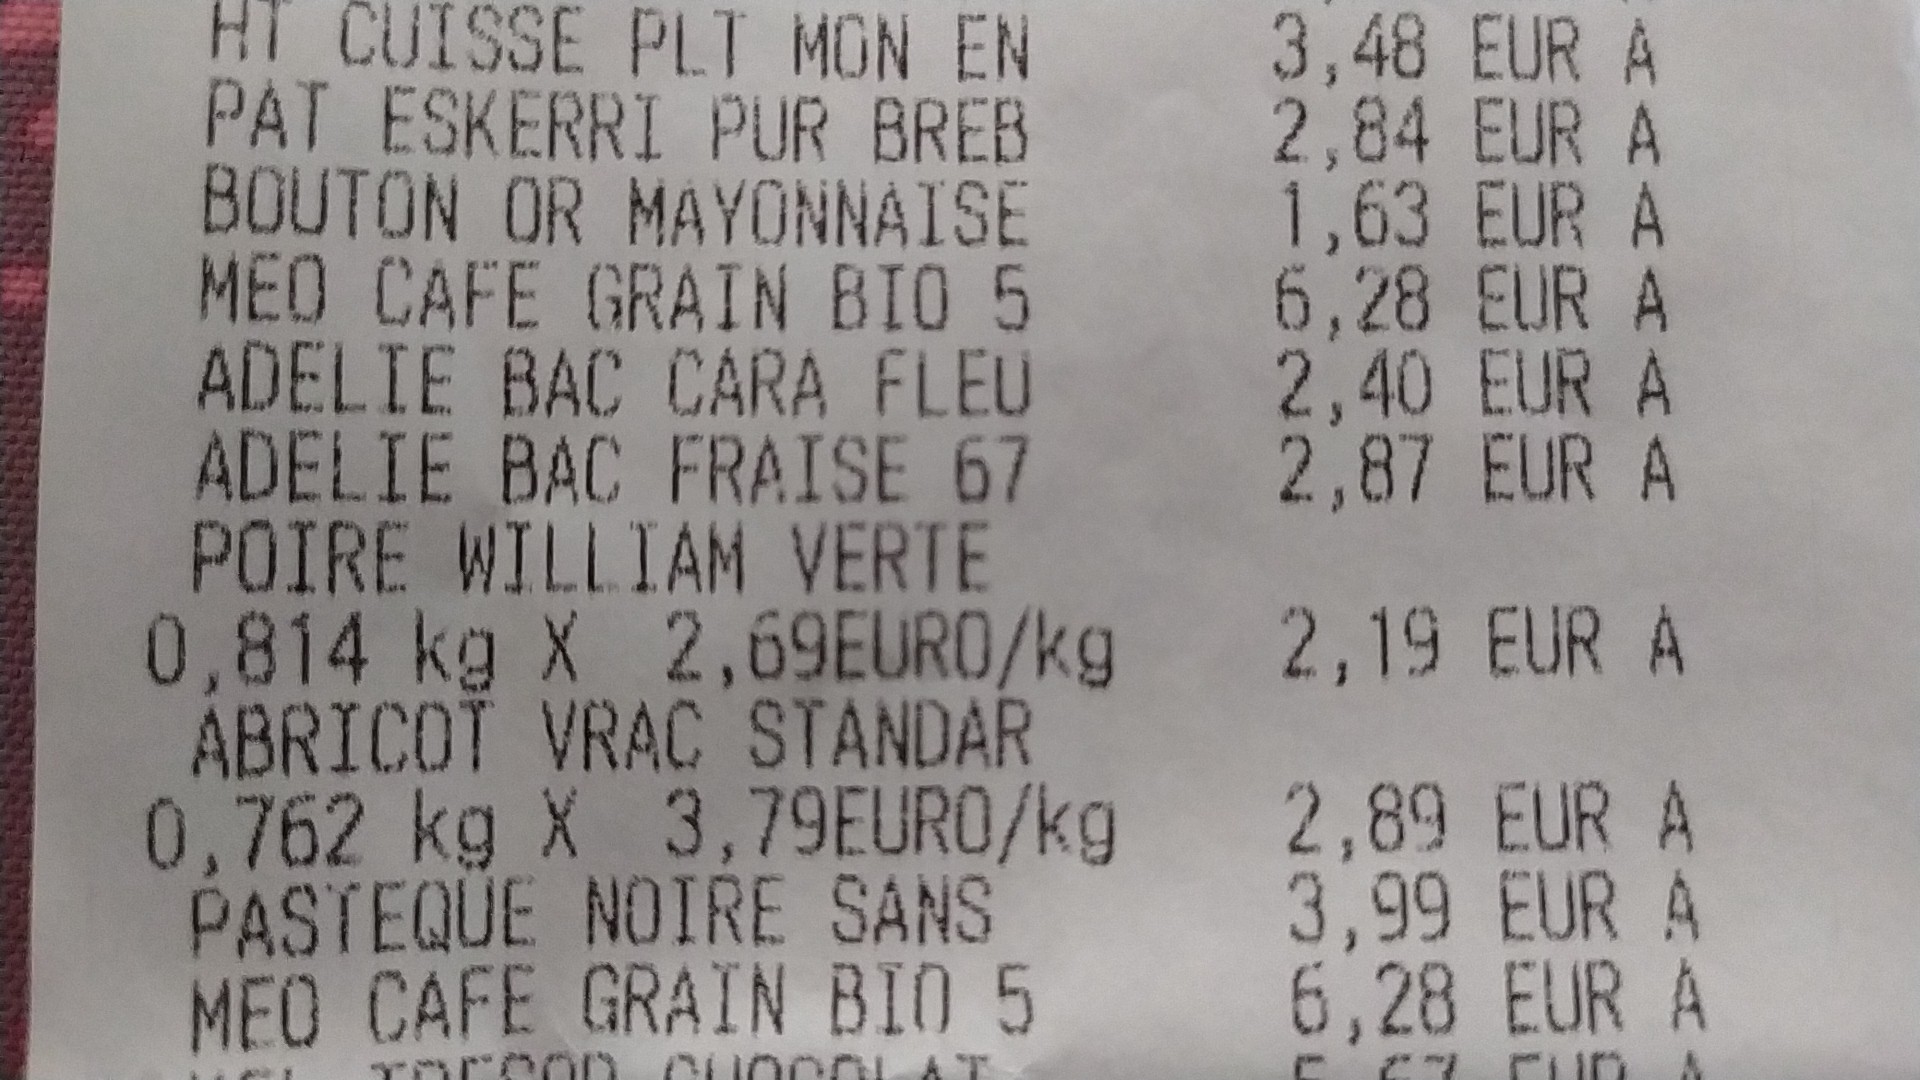 HT CUISSE PLT MON EN 3,48 EUR A
PAT ESKERRI PUR BREB 2,84 EUR A
BOUTON OR MAYONNAISE 1,63 EUR A
MEO CAFE GRAIN BIO 5 6,28 EUR A
ADELIE BAC CARA FLEU 2,40 EUR A
ADELIE BAC FRAISE 67 2,87 EUR A
POIRE WILLIAM VERTE
0,814 kg X 2,69EURO/kg 2,19 EUR A
ABRICOT VRAC STANDAR
0,762 kg X 3,79EURO/kg 2,89 EUR A
PASTEQUE NOIRE SANS 3,99 EUR A
MEO CAFE GRAIN BIO 5 6,28 EUR A
TRESOR CHOCOLAT EUR A